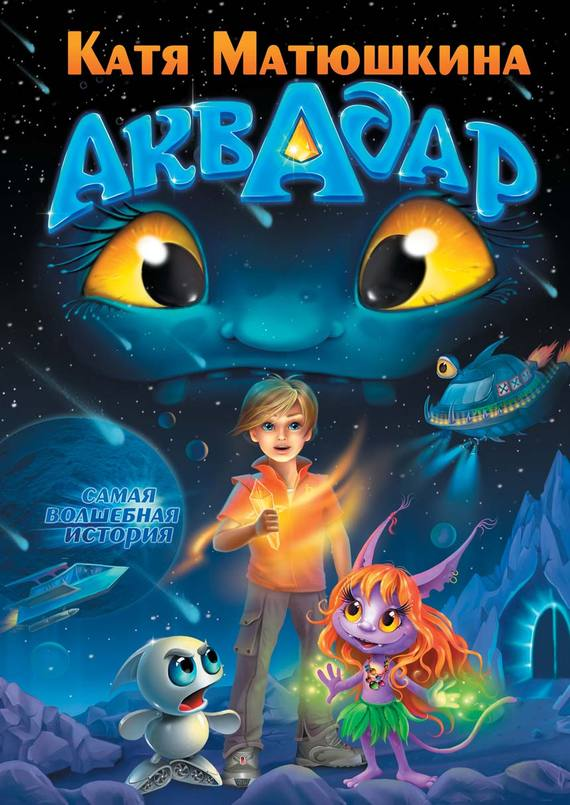 Катя Матюшкина
АквАдар
самая
волшебная
история